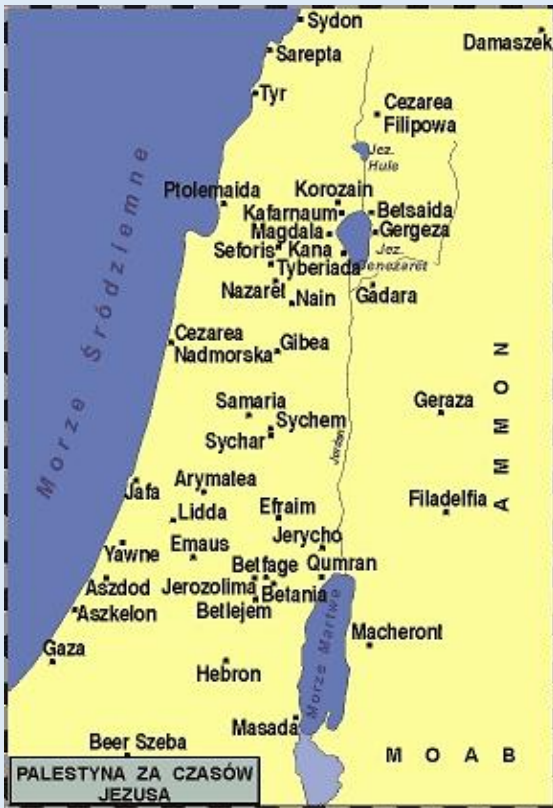 Sydon
Damaszek
Sarepta
Tyr
Cezarea
Filipowa
Jez.
Hule
Ptolemaida
Korozain
Kafarnaum
Betsaida
Magdala
Gergeza
Seforis
Kana
Jez.
Genezaret
Tyberiada
Nazaret
Nain
Gadara
Morze Śródziemne
Cezarea
Nadmorska
Gibea
AMMON
Samaria
Geraza
Sychem
Sychar
Jordan
Jafa
Arymatea
Lidda
Efraim
Filadelfia
Jerycho
Yawne
Emaus
Betfage
Qumran
Aszdod
Jerozolima
Betania
Aszkelon
Betlejem
Morze Martwe
Macheront
Gaza
Hebron
Masada
Beer Szeba
MOAB
PALESTYNA ZA CZASÓW
JEZUSA